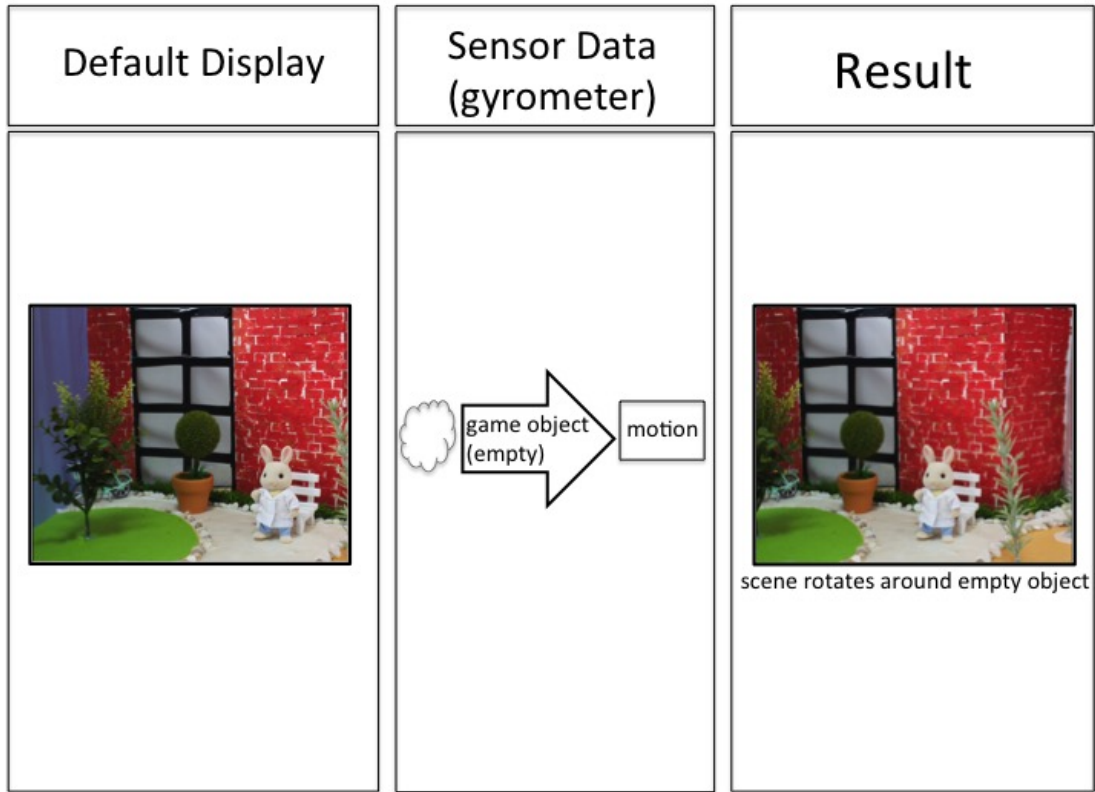 Default Display
Sensor Data
(gyrometer)
Result
game object
(empty)
motion
scene rotates around empty object